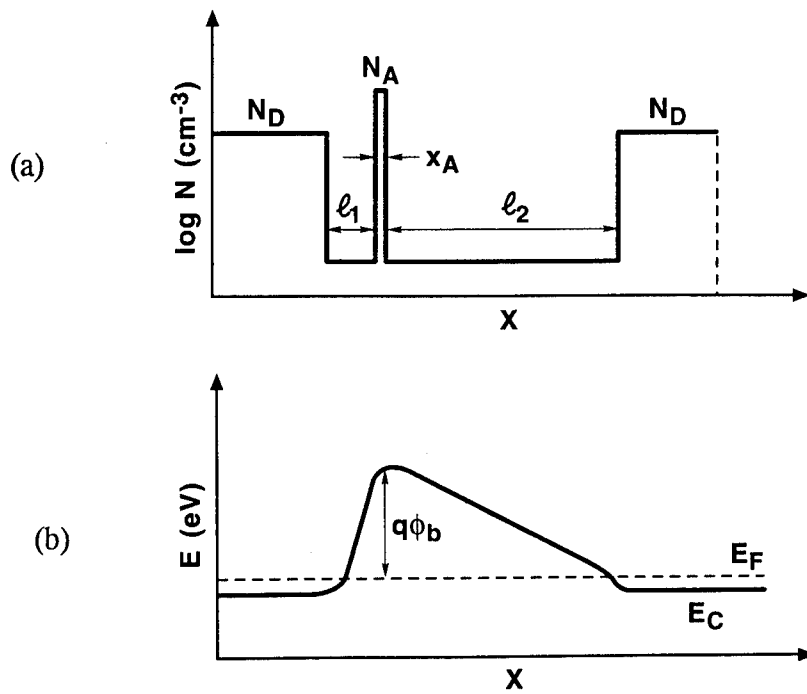 (a)
log N (cm⁻³)
N_D
N_A
N_D
x_A
ℓ₁
ℓ₂
X
(b)
E (eV)
qϕ_b
E_F
E_C
X